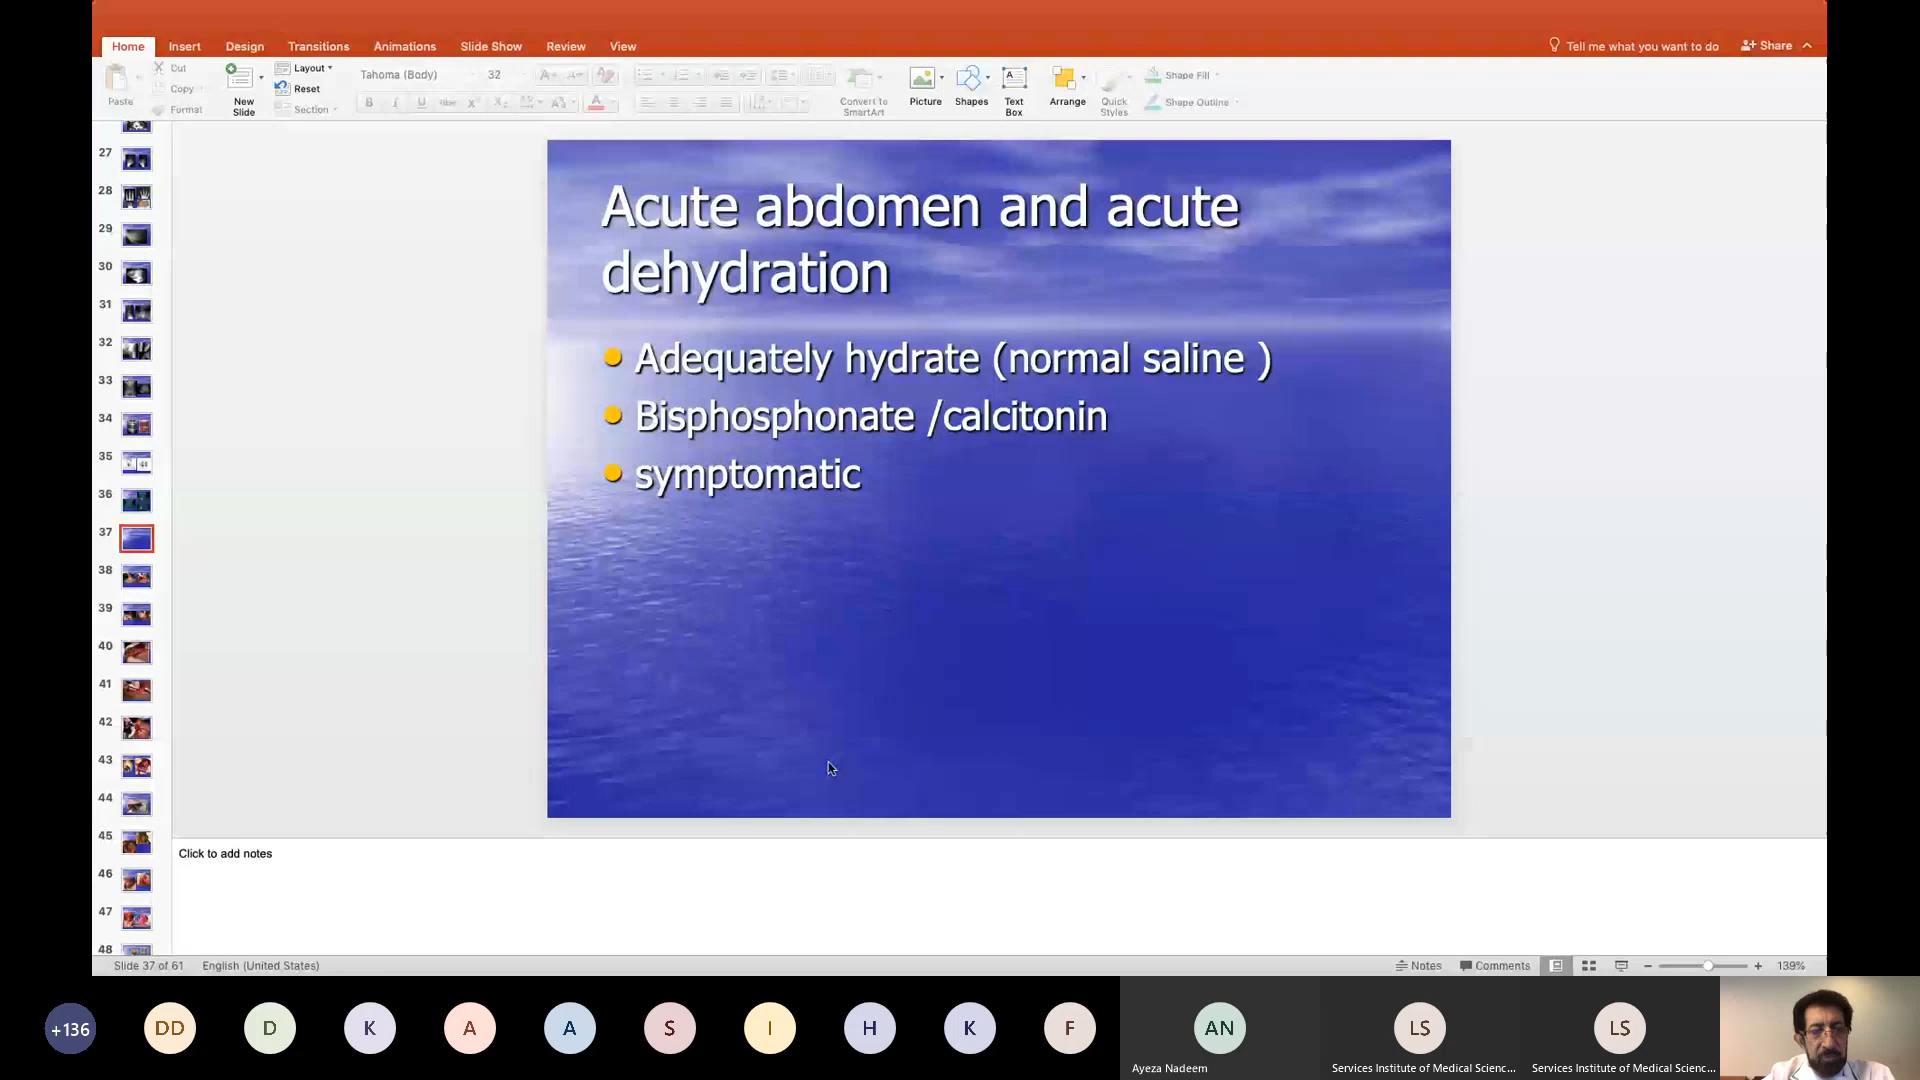 Home Insert Design Transitions Animations Slide Show Review View Tell me what you want to do Share
Cut
Copy
Format
Paste
New Slide
Layout
Reset
Section
Tahoma (Body) 32
Convert to SmartArt
Picture
Shapes
Text Box
Arrange
Quick Styles
Shape Fill
Shape Outline
27
28
29
30
31
32
33
34
35
36
37
38
39
40
41
42
43
44
45
46
47
48
Acute abdomen and acute
dehydration
Adequately hydrate (normal saline )
Bisphosphonate /calcitonin
symptomatic
Click to add notes
Slide 37 of 61 English (United States) Notes Comments 139%
+136 DD D K A A S I H K F AN LS LS
Ayeza Nadeem Services Institute of Medical Scienc... Services Institute of Medical Scienc...